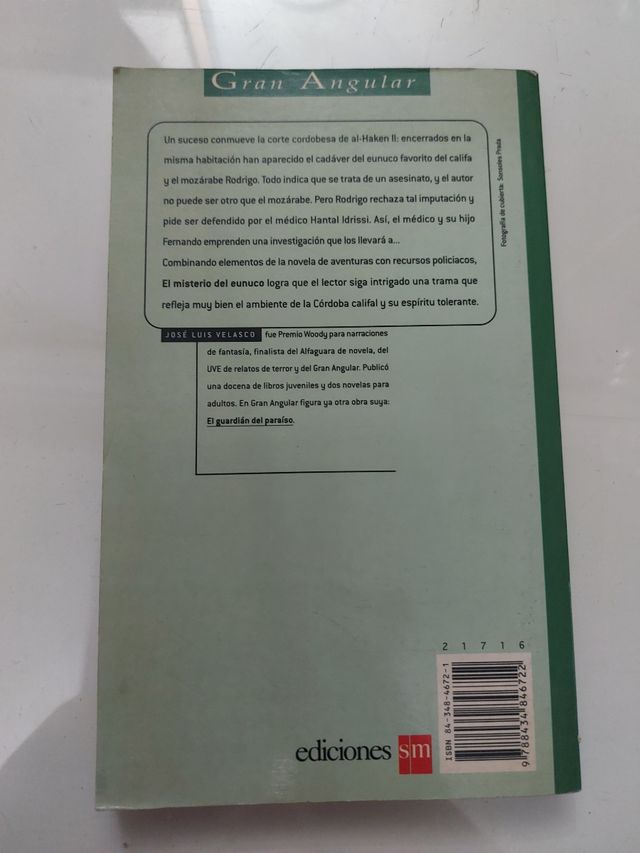 Gran Angular
Un suceso conmueve la corte cordobesa de al-Haken II: encerrados en la
misma habitación han aparecido el cadáver del eunuco favorito del califa
y el mozárabe Rodrigo. Todo indica que se trata de un asesinato, y el autor
no puede ser otro que el mozárabe. Pero Rodrigo rechaza tal imputación y
pide ser defendido por el médico Hantal Idrissi. Así, el médico y su hijo
Fernando emprenden una investigación que los llevará a...
Combinando elementos de la novela de aventuras con recursos policiacos,
El misterio del eunuco logra que el lector siga intrigado una trama que
refleja muy bien el ambiente de la Córdoba califal y su espíritu tolerante.
Fotografía de cubierta: Sonsoles Prada
JOSÉ LUIS VELASCO fue Premio Woody para narraciones
de fantasía, finalista del Alfaguara de novela, del
UVE de relatos de terror y del Gran Angular. Publicó
una docena de libros juveniles y dos novelas para
adultos. En Gran Angular figura ya otra obra suya:
El guardián del paraíso.
21716
ISBN 84-348-4672-1
9788434846722
ediciones sm